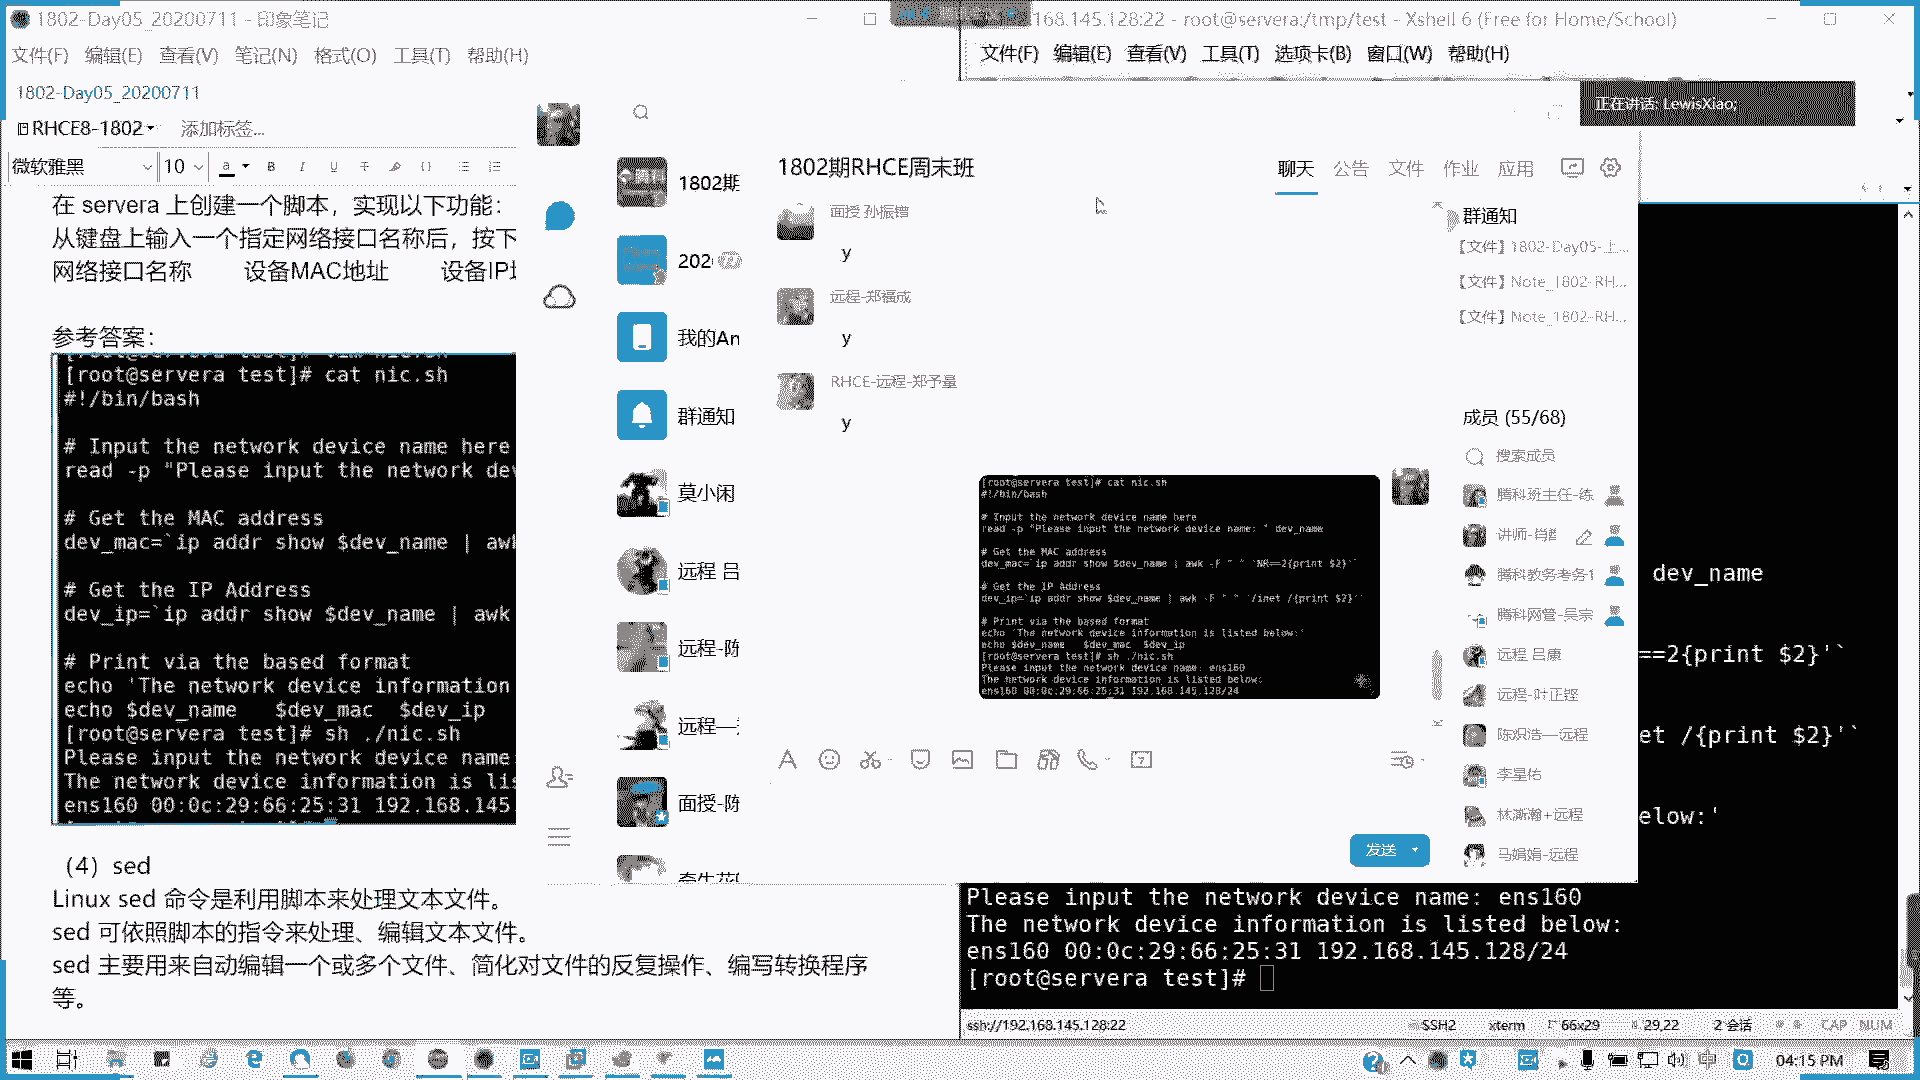 1802-Day05_20200711 - 印象笔记
文件(F) 编辑(E) 查看(V) 笔记(N) 格式(O) 工具(T) 帮助(H)
1802-Day05_20200711
RHCE8-1802 添加标签...
微软雅黑 10
在 servera 上创建一个脚本，实现以下功能：
从键盘上输入一个指定网络接口名称后，按下
网络接口名称 设备MAC地址
参考答案：
[root@servera test]# cat nic.sh
#!/bin/bash
# Input the network device name here
read -p "Please input the network dev
# Get the MAC address
dev_mac=`ip addr show $dev_name | awk
# Get the IP Address
dev_ip=`ip addr show $dev_name | awk
# Print via the based format
echo 'The network device information
echo $dev_name   $dev_mac  $dev_ip
[root@servera test]# sh ./nic.sh
Please input the network device name:
The network device information is lis
ens160 00:0c:29:66:25:31 192.168.145.
（4）sed
Linux sed 命令是利用脚本来处理文本文件。
sed 可依照脚本的指令来处理、编辑文本文件。
sed 主要用来自动编辑一个或多个文件、简化对文件的反复操作、编写转换程序
等。
1802期
202
我的An
群通知
莫小闲
远程 吕
远程-陈
面授-陈
1802期RHCE周末班
聊天 公告 文件 作业 应用
y
远程-郑福成
y
RHCE-远程-郑予量
y
[root@servera test]# cat nic.sh
#!/bin/bash
# Input the network device name here
read -p "Please input the network device name: " dev_name
# Get the MAC address
dev_mac=`ip addr show $dev_name | awk -F " " 'NR==2{print $2}'`
# Get the IP Address
dev_ip=`ip addr show $dev_name | awk -F " " '/inet /{print $2}'`
# Print via the based format
echo 'The network device information is listed below:'
echo $dev_name   $dev_mac  $dev_ip
[root@servera test]# sh ./nic.sh
Please input the network device name: ens160
The network device information is listed below:
ens160 00:0c:29:66:25:31 192.168.145.128/24
发送
群通知
【文件】1802-Day05-上...
【文件】Note_1802-RH...
【文件】Note_1802-RH...
成员 (55/68)
搜索成员
腾科班主任-练
腾科教务考务1
腾科网管-吴宗
远程 吕康
远程-叶正铿
陈炽浩—远程
李星佑
马娟娟-远程
168.145.128:22 - root@servera:/tmp/test - Xshell 6 (Free for Home/School)
文件(F) 编辑(E) 查看(V) 工具(T) 选项卡(B) 窗口(W) 帮助(H)
正在讲话: LewisXiao;
dev_name
==2{print $2}'`
et /{print $2}'`
elow:'
Please input the network device name: ens160
The network device information is listed below:
ens160 00:0c:29:66:25:31 192.168.145.128/24
[root@servera test]#
ssh://192.168.145.128:22 SSH2 xterm 66x29 29,22 2 会话 CAP NUM
04:15 PM